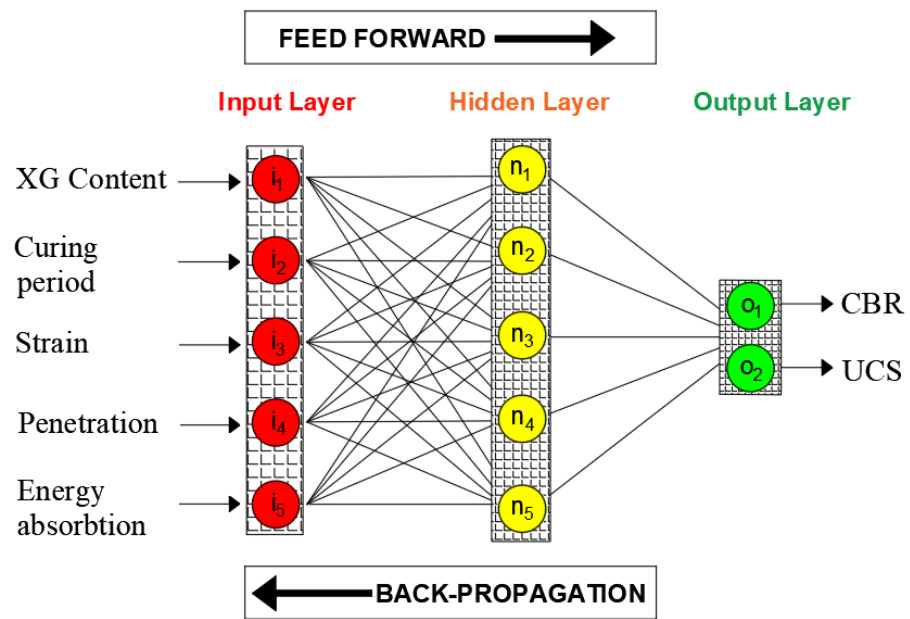 FEED FORWARD
Input Layer
Hidden Layer
Output Layer
XG Content
i1
n1
Curing
period
i2
n2
o1
CBR
Strain
i3
n3
o2
UCS
Penetration
i4
n4
Energy
absorbtion
i5
n5
BACK-PROPAGATION